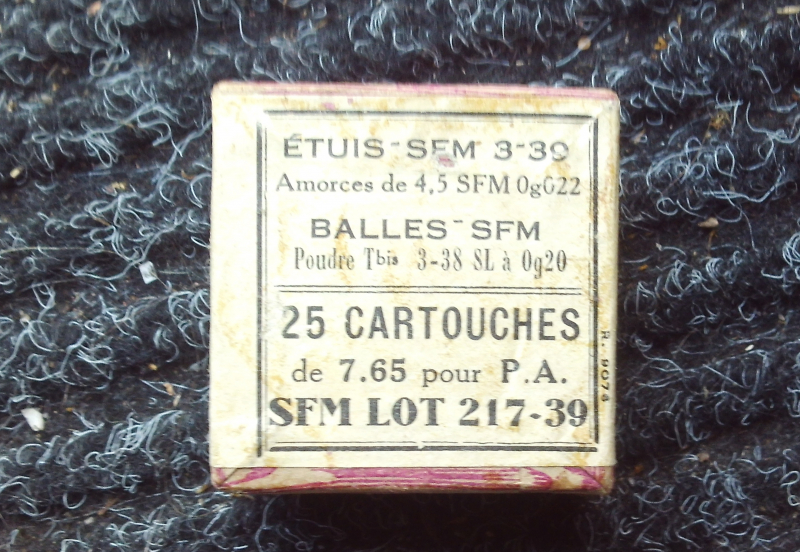 ÉTUIS-SFM 3-39
Amorces de 4,5 SFM 0g022
BALLES-SFM
Poudre Tbis 3-38 SL à 0g20
25 CARTOUCHES
de 7.65 pour P.A.
SFM LOT 217-39
R. 9076